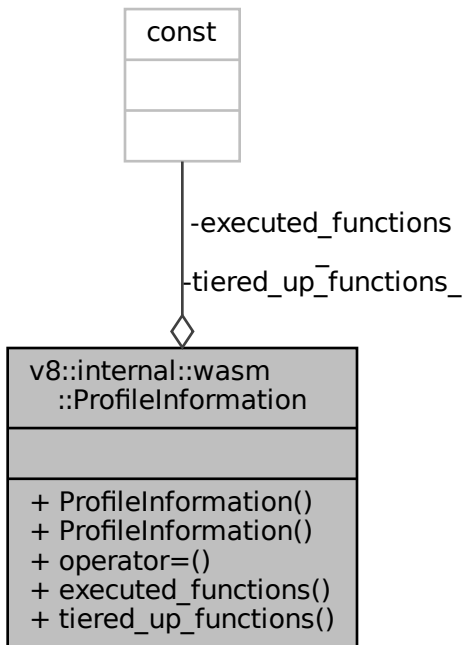 const
-executed_functions
_
-tiered_up_functions_
v8::internal::wasm
::ProfileInformation
+ ProfileInformation()
+ ProfileInformation()
+ operator=()
+ executed_functions()
+ tiered_up_functions()